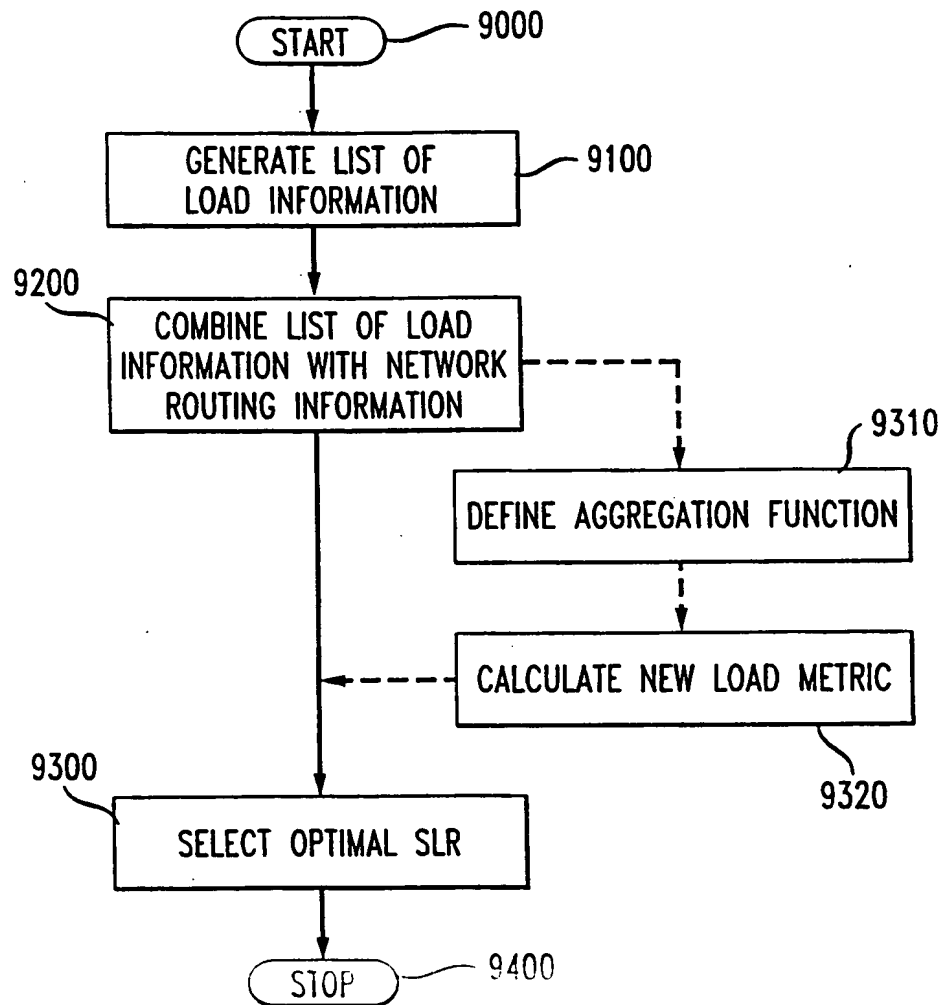 START
9000
GENERATE LIST OF
LOAD INFORMATION
9100
9200
COMBINE LIST OF LOAD
INFORMATION WITH NETWORK
ROUTING INFORMATION
9310
DEFINE AGGREGATION FUNCTION
CALCULATE NEW LOAD METRIC
9320
9300
SELECT OPTIMAL SLR
STOP
9400